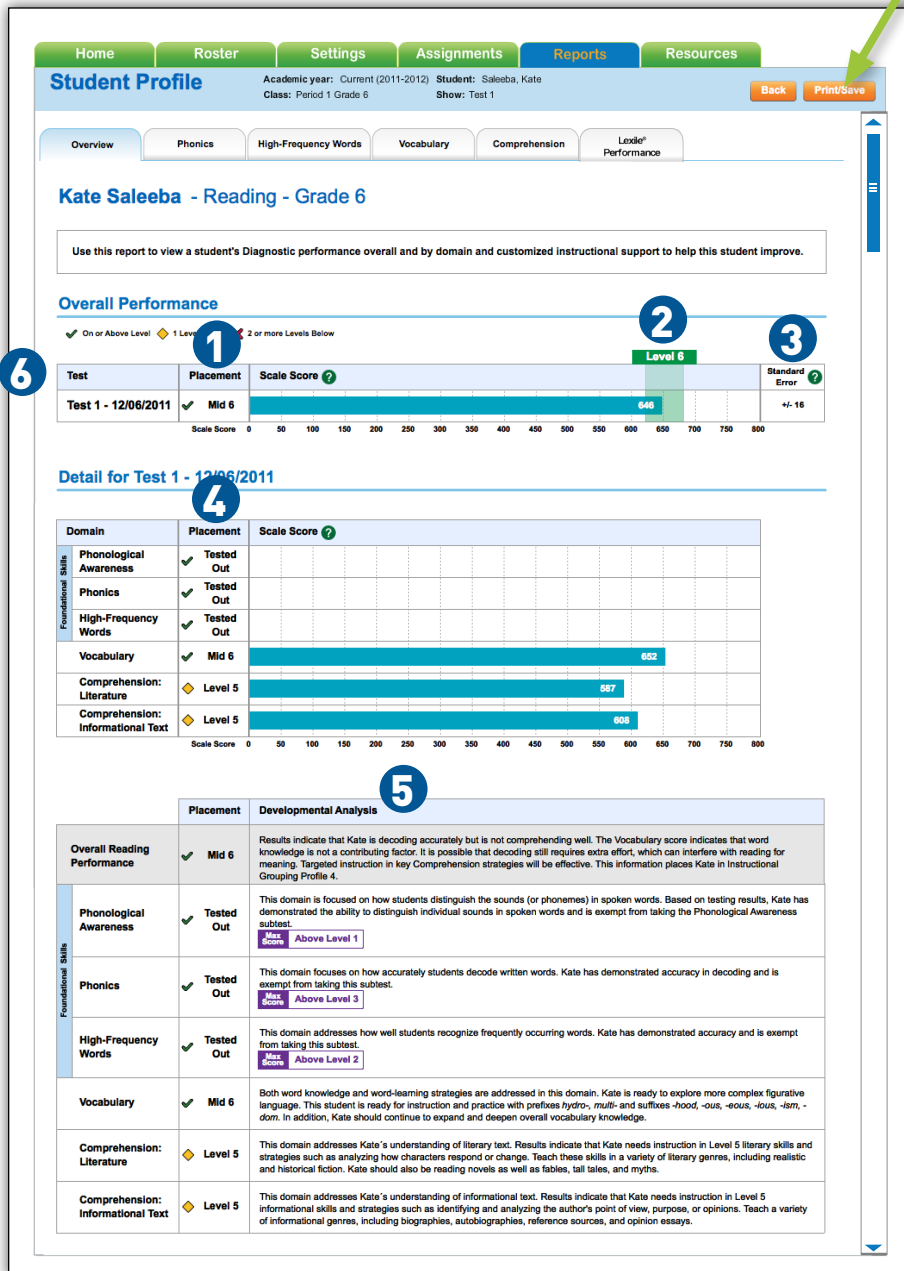 Home Roster Settings Assignments Reports Resources
Student Profile
Academic year: Current (2011-2012) Student: Saleeba, Kate
Class: Period 1 Grade 6 Show: Test 1
Back Print/Save
Overview Phonics High-Frequency Words Vocabulary Comprehension Lexile®
Performance
Kate Saleeba - Reading - Grade 6
Use this report to view a student's Diagnostic performance overall and by domain and customized instructional support to help this student improve.
Overall Performance
On or Above Level 1 Leve 2 or more Levels Below
1
2
3
6
Level 6
Test Placement Scale Score ? Standard
Error ?
Test 1 - 12/06/2011 Mid 6 646 +/- 16
Scale Score 0 50 100 150 200 250 300 350 400 450 500 550 600 650 700 750 800
Detail for Test 1 - 12/06/2011
4
Domain Placement Scale Score ?
Foundational Skills
Phonological
Awareness
Tested
Out
Phonics
Tested
Out
High-Frequency
Words
Tested
Out
Vocabulary Mid 6 652
Comprehension:
Literature
Level 5 587
Comprehension:
Informational Text
Level 5 608
Scale Score 0 50 100 150 200 250 300 350 400 450 500 550 600 650 700 750 800
5
Placement Developmental Analysis
Overall Reading
Performance
Mid 6
Results indicate that Kate is decoding accurately but is not comprehending well. The Vocabulary score indicates that word
knowledge is not a contributing factor. It is possible that decoding still requires extra effort, which can interfere with reading for
meaning. Targeted instruction in key Comprehension strategies will be effective. This information places Kate in Instructional
Grouping Profile 4.
Foundational Skills
Phonological
Awareness
Tested
Out
This domain is focused on how students distinguish the sounds (or phonemes) in spoken words. Based on testing results, Kate has
demonstrated the ability to distinguish individual sounds in spoken words and is exempt from taking the Phonological Awareness
subtest.
Max
Score Above Level 1
Phonics
Tested
Out
This domain focuses on how accurately students decode written words. Kate has demonstrated accuracy in decoding and is
exempt from taking this subtest.
Max
Score Above Level 3
High-Frequency
Words
Tested
Out
This domain addresses how well students recognize frequently occurring words. Kate has demonstrated accuracy and is exempt
from taking this subtest.
Max
Score Above Level 2
Vocabulary Mid 6
Both word knowledge and word-learning strategies are addressed in this domain. Kate is ready to explore more complex figurative
language. This student is ready for instruction and practice with prefixes hydro-, multi- and suffixes -hood, -ous, -eous, -ious, -ism, -
dom. In addition, Kate should continue to expand and deepen overall vocabulary knowledge.
Comprehension:
Literature
Level 5
This domain addresses Kate´s understanding of literary text. Results indicate that Kate needs instruction in Level 5 literary skills and
strategies such as analyzing how characters respond or change. Teach these skills in a variety of literary genres, including realistic
and historical fiction. Kate should also be reading novels as well as fables, tall tales, and myths.
Comprehension:
Informational Text
Level 5
This domain addresses Kate´s understanding of informational text. Results indicate that Kate needs instruction in Level 5
informational skills and strategies such as identifying and analyzing the author's point of view, purpose, or opinions. Teach a variety
of informational genres, including biographies, autobiographies, reference sources, and opinion essays.